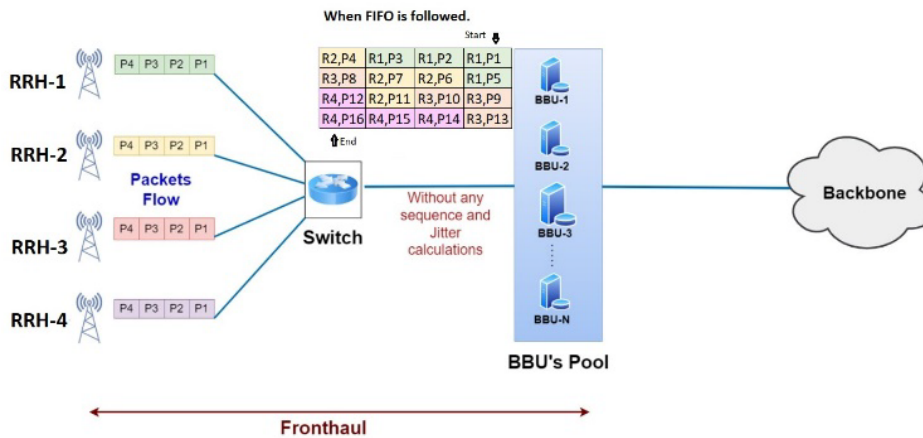 When FIFO is followed.
Start
R2,P4 R1,P3 R1,P2 R1,P1
R3,P8 R2,P7 R2,P6 R1,P5
R4,P12 R2,P11 R3,P10 R3,P9
R4,P16 R4,P15 R4,P14 R3,P13
End
RRH-1
P4 P3 P2 P1
RRH-2
P4 P3 P2 P1
Packets
Flow
RRH-3
P4 P3 P2 P1
RRH-4
P4 P3 P2 P1
Switch
Without any
sequence and
Jitter
calculations
BBU-1
BBU-2
BBU-3
BBU-N
BBU's Pool
Backbone
Fronthaul